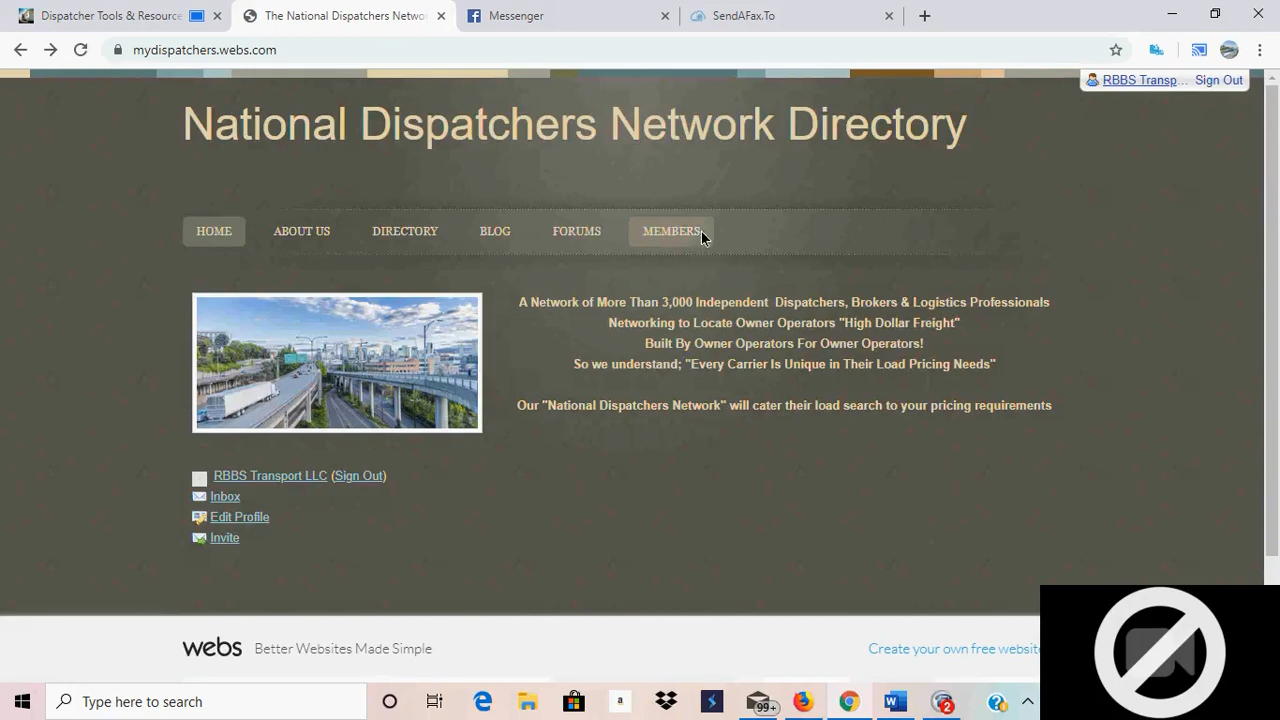 Dispatcher Tools & Resource
The National Dispatchers Netwo
Messenger
SendAFax.To
mydispatchers.webs.com
RBBS Transp... Sign Out
National Dispatchers Network Directory
HOME ABOUT US DIRECTORY BLOG FORUMS MEMBERS
A Network of More Than 3,000 Independent Dispatchers, Brokers & Logistics Professionals
Networking to Locate Owner Operators "High Dollar Freight"
Built By Owner Operators For Owner Operators!
So we understand; "Every Carrier Is Unique in Their Load Pricing Needs"
Our "National Dispatchers Network" will cater their load search to your pricing requirements
RBBS Transport LLC (Sign Out)
Inbox
Edit Profile
Invite
webs Better Websites Made Simple
Create your own free website
Type here to search
a
99+
2